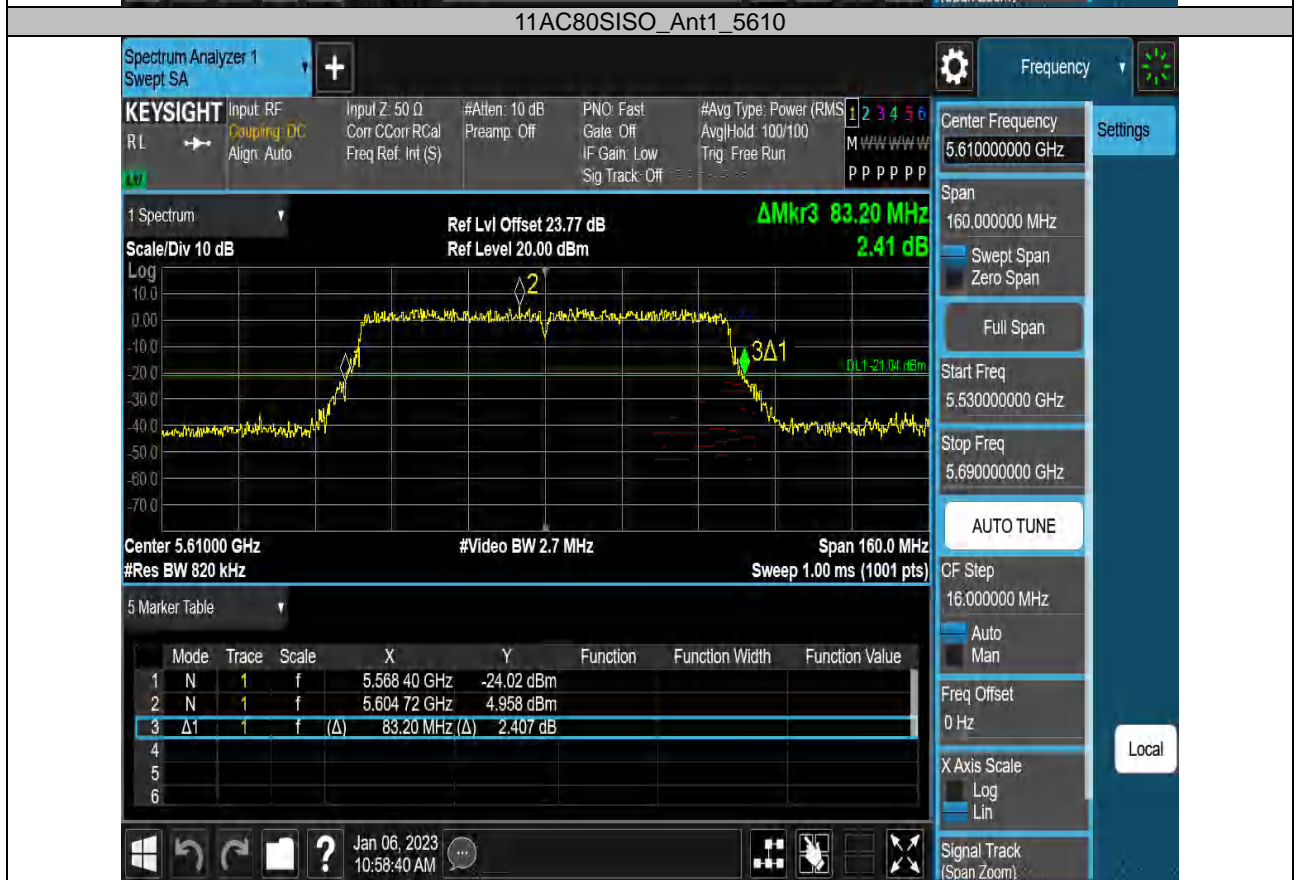 11AC80SISO_Ant1_5610
Spectrum Analyzer 1
Swept SA
Frequency
KEYSIGHT
RL
Input: RF
Coupling: DC
Align: Auto
Input Z: 50 Ω
Corr CCorr RCal
Freq Ref: Int (S)
#Atten: 10 dB
Preamp: Off
PNO: Fast
Gate: Off
IF Gain: Low
Sig Track: Off
#Avg Type: Power (RMS
Avg|Hold: 100/100
Trig: Free Run
1 2 3 4 5 6
M W W W W W
P P P P P P
1 Spectrum
Scale/Div 10 dB
Ref Lvl Offset 23.77 dB
Ref Level 20.00 dBm
ΔMkr3 83.20 MHz
2.41 dB
Log
10.0
0.00
-10.0
-20.0
-30.0
-40.0
-50.0
-60.0
-70.0
2
3Δ1
DL1 -21.04 dBm
Center 5.61000 GHz
#Video BW 2.7 MHz
Span 160.0 MHz
#Res BW 820 kHz
Sweep 1.00 ms (1001 pts)
5 Marker Table
Mode Trace Scale X Y Function Function Width Function Value
1 N 1 f 5.568 40 GHz -24.02 dBm
2 N 1 f 5.604 72 GHz 4.958 dBm
3 Δ1 1 f (Δ) 83.20 MHz (Δ) 2.407 dB
4
5
6
Jan 06, 2023
10:58:40 AM
Center Frequency
5.610000000 GHz
Settings
Span
160.000000 MHz
Swept Span
Zero Span
Full Span
Start Freq
5.530000000 GHz
Stop Freq
5.690000000 GHz
AUTO TUNE
CF Step
16.000000 MHz
Auto
Man
Freq Offset
0 Hz
Local
X Axis Scale
Log
Lin
Signal Track
(Span Zoom)